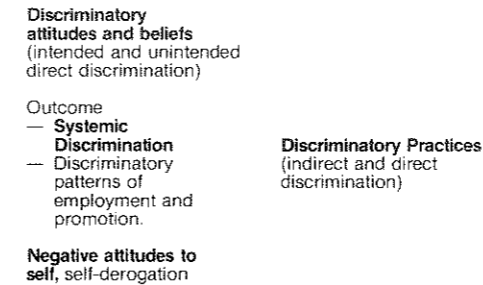 Discriminatory
attitudes and beliefs
(intended and unintended
direct discrimination)
Outcome
— Systemic
Discrimination
— Discriminatory
patterns of
employment and
promotion.
Discriminatory Practices
(indirect and direct
discrimination)
Negative attitudes to
self, self-derogation